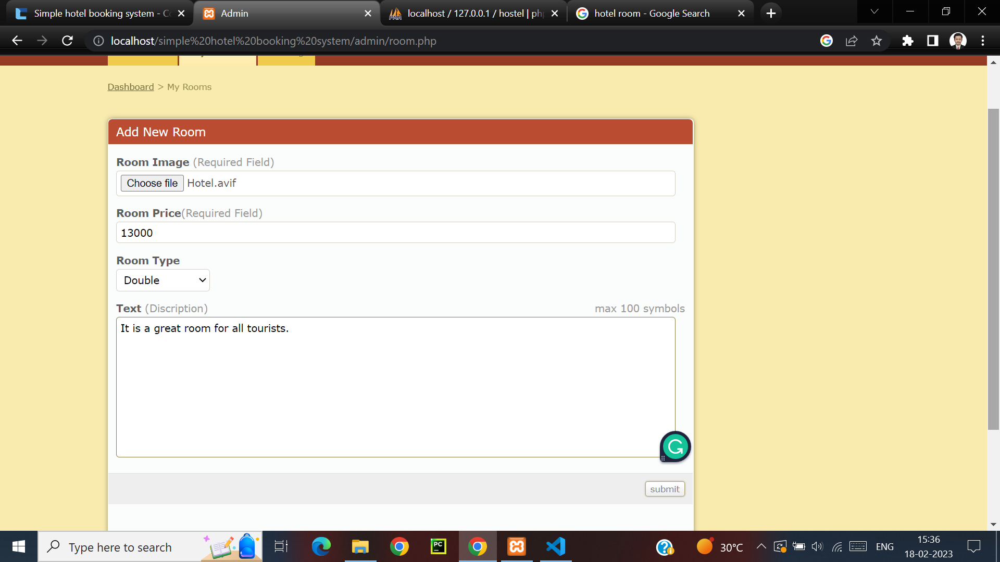 Simple hotel booking system - Co
Admin
localhost / 127.0.0.1 / hostel | php
hotel room - Google Search
localhost/simple%20hotel%20booking%20system/admin/room.php
Dashboard > My Rooms
Add New Room
Room Image (Required Field)
Choose file Hotel.avif
Room Price(Required Field)
13000
Room Type
Double
Text (Discription)
max 100 symbols
It is a great room for all tourists.
submit
Type here to search
PC
30°C
ENG
15:36
18-02-2023